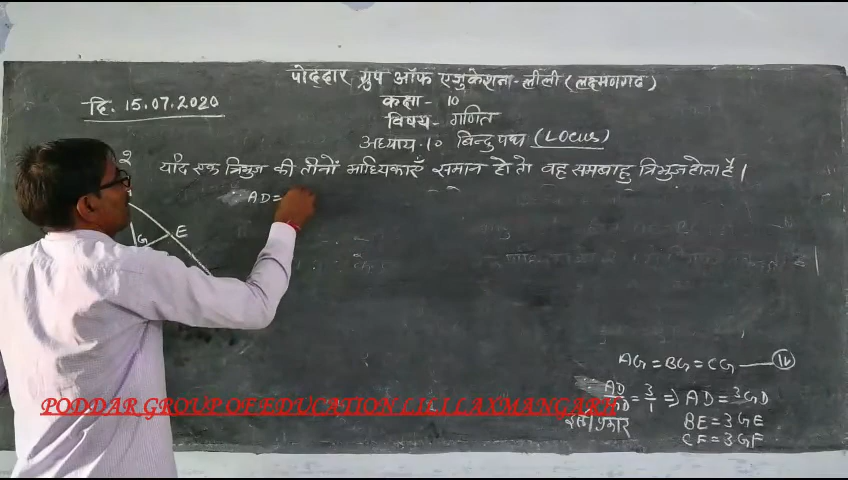 पोद्दार ग्रुप ऑफ एजुकेशन - लीली (लक्ष्मणगढ)
दि. 15.07.2020
कक्षा - 10
विषय - गणित
अध्याय - 10 बिन्दुपथ (Locus)
2 यदि एक त्रिभुज की तीनों माध्यिकाएँ समान हो तो वह समबाहु त्रिभुज होता है।
AD =
E
G
AG = BG = CG — (iv)
AD/GD = 3/1 ⇒ AD = 3GD
BE = 3GE
CF = 3GF
PODDAR GROUP OF EDUCATION LILI LAXMANGARH